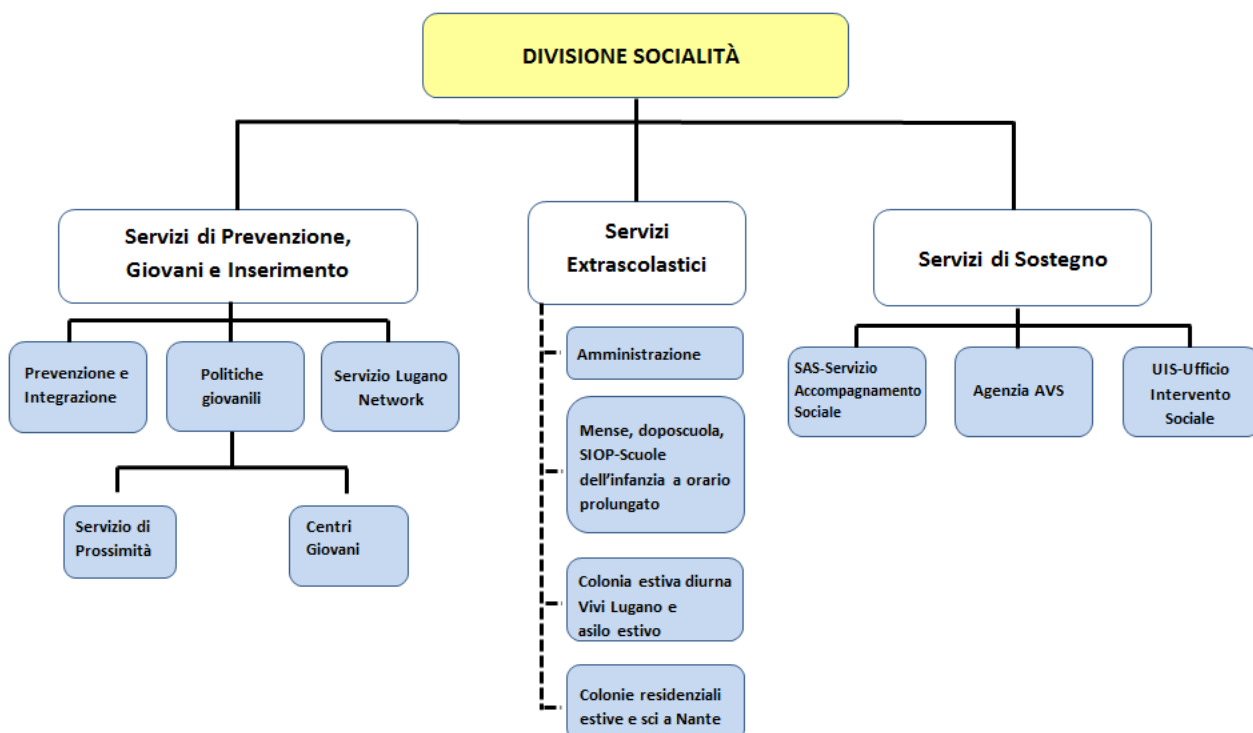 DIVISIONE SOCIALITÀ
Servizi di Prevenzione,
Giovani e Inserimento
Servizi
Extrascolastici
Servizi di Sostegno
Prevenzione e
Integrazione
Politiche
giovanili
Servizio Lugano
Network
Servizio di
Prossimità
Centri
Giovani
Amministrazione
Mense, doposcuola,
SIOP-Scuole
dell’infanzia a orario
prolungato
Colonia estiva diurna
Vivi Lugano e
asilo estivo
Colonie residenziali
estive e sci a Nante
SAS-Servizio
Accompagnamento
Sociale
Agenzia AVS
UIS-Ufficio
Intervento
Sociale